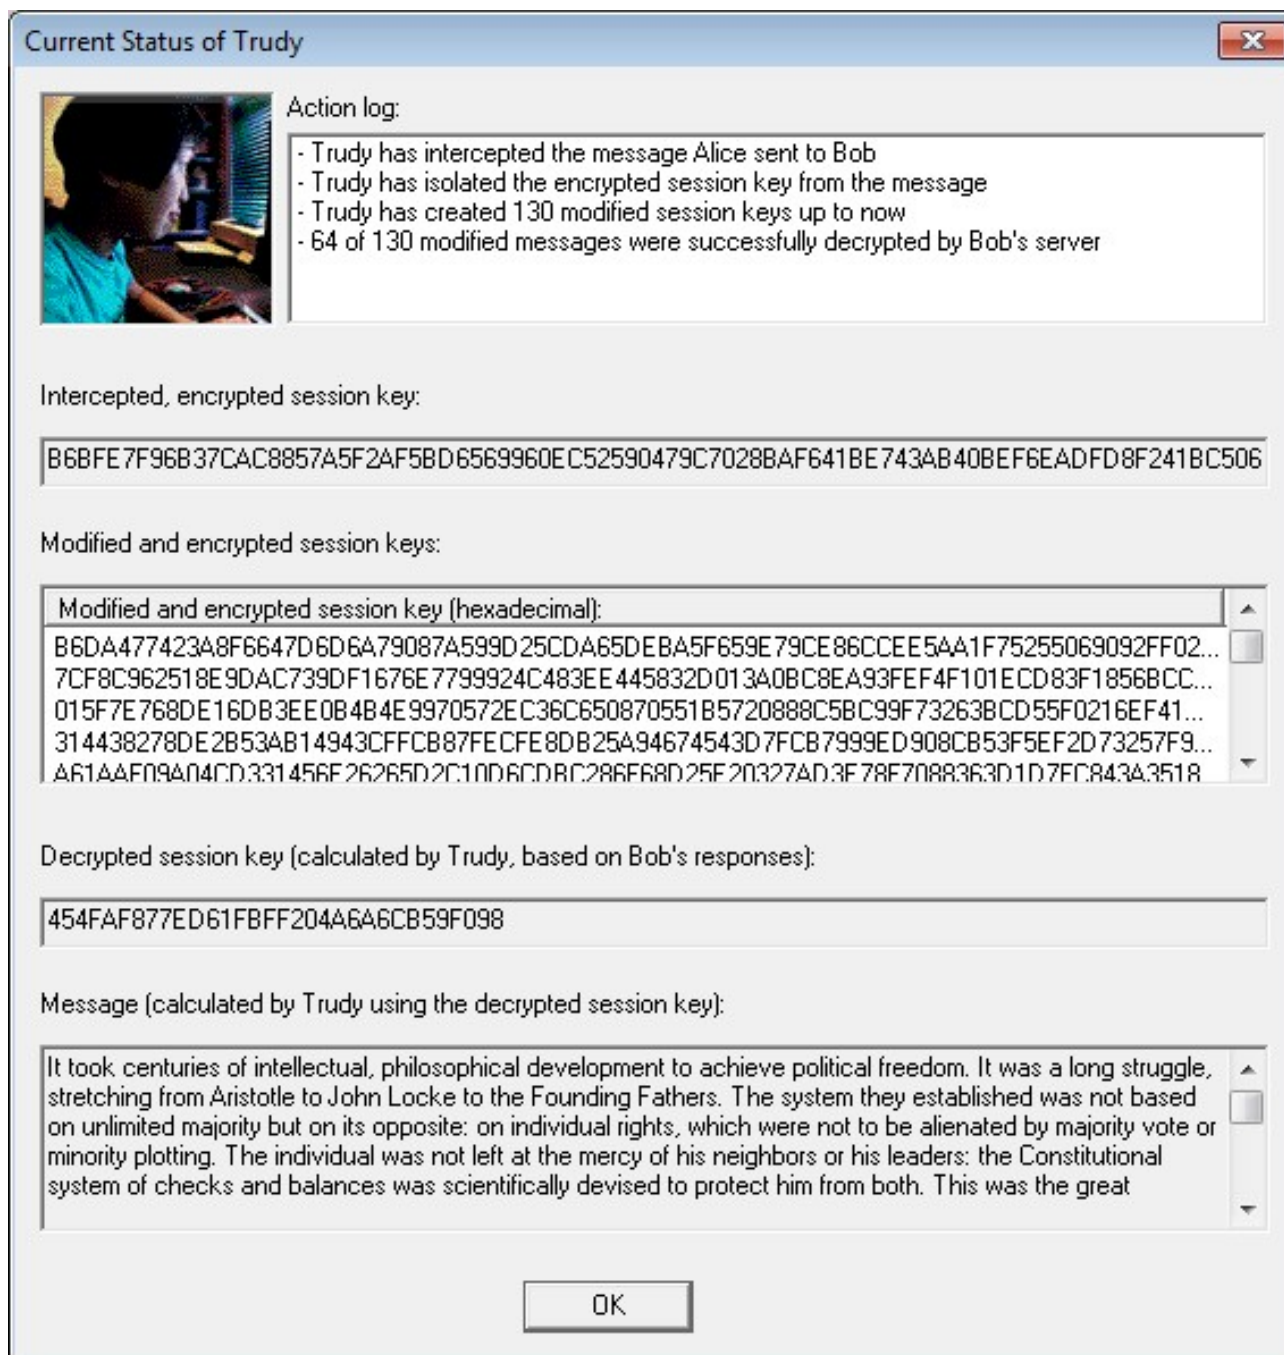 Current Status of Trudy
Action log:
- Trudy has intercepted the message Alice sent to Bob
- Trudy has isolated the encrypted session key from the message
- Trudy has created 130 modified session keys up to now
- 64 of 130 modified messages were successfully decrypted by Bob's server
Intercepted, encrypted session key:
B6BFE7F96B37CAC8857A5F2AF5BD6569960EC52590479C7028BAF641BE743AB40BEF6EADFD8F241BC506
Modified and encrypted session keys:
Modified and encrypted session key (hexadecimal):
B6DA477423A8F6647D6D6A79087A599D25CDA65DEBA5F659E79CE86CCEE5AA1F75255069092FF02...
7CF8C962518E9DAC739DF1676E7799924C483EE445832D013A0BC8EA93FEF4F101ECD83F1856BCC...
015F7E768DE16DB3EE0B4B4E9970572EC36C650870551B5720888C5BC99F73263BCD55F0216EF41...
314438278DE2B53AB14943CFFCB87FECFE8DB25A94674543D7FCB7999ED908CB53F5EF2D73257F9...
Decrypted session key (calculated by Trudy, based on Bob's responses):
454FAF877ED61FBFF204A6A6CB59F098
Message (calculated by Trudy using the decrypted session key):
It took centuries of intellectual, philosophical development to achieve political freedom. It was a long struggle,
stretching from Aristotle to John Locke to the Founding Fathers. The system they established was not based
on unlimited majority but on its opposite: on individual rights, which were not to be alienated by majority vote or
minority plotting. The individual was not left at the mercy of his neighbors or his leaders: the Constitutional
system of checks and balances was scientifically devised to protect him from both. This was the great
OK